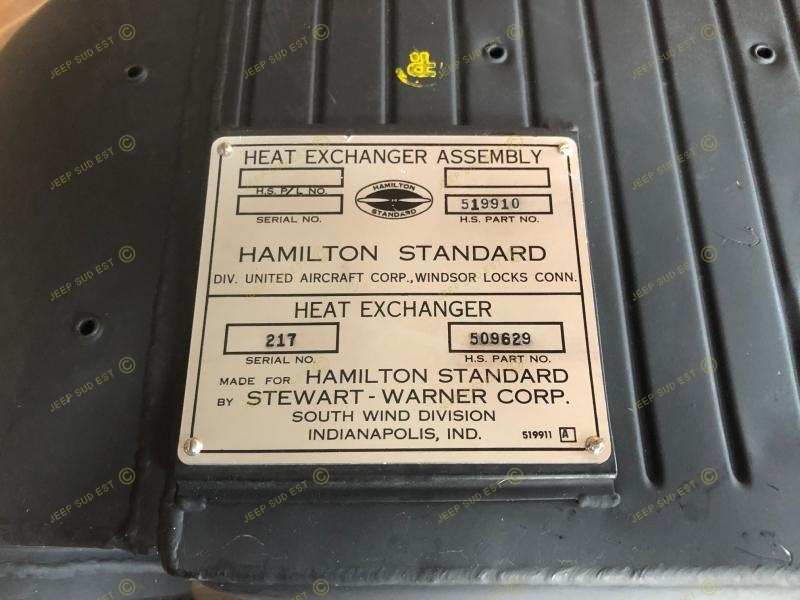 HEAT EXCHANGER ASSEMBLY
H.S. P/L NO.
HAMILTON
STANDARD
519910
SERIAL NO.
H.S. PART NO.
HAMILTON STANDARD
DIV. UNITED AIRCRAFT CORP., WINDSOR LOCKS CONN.
HEAT EXCHANGER
217
509629
SERIAL NO.
H.S. PART NO.
MADE FOR HAMILTON STANDARD
BY STEWART-WARNER CORP.
SOUTH WIND DIVISION
INDIANAPOLIS, IND.
519911 A
JEEP SUD EST ©